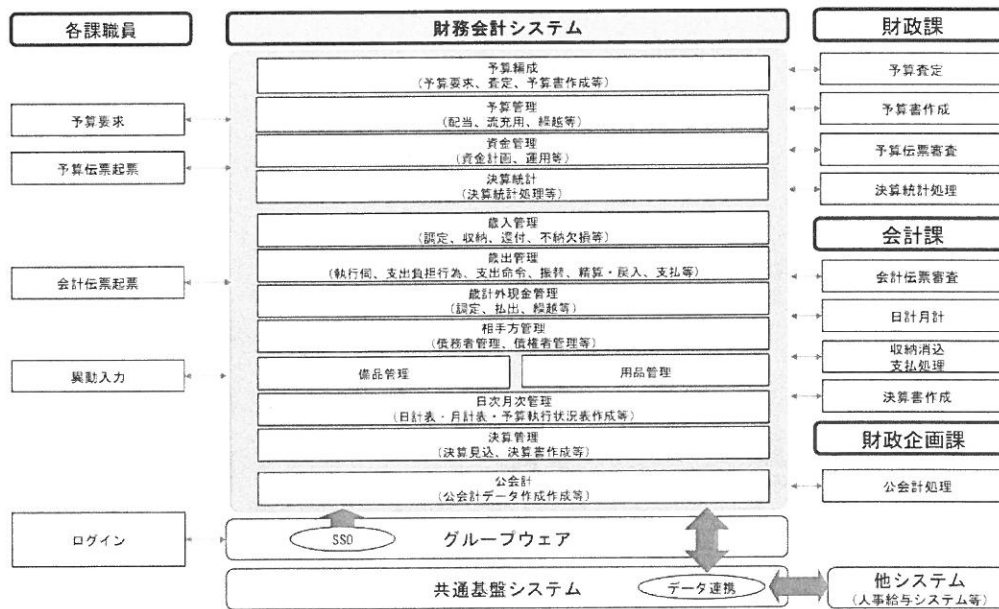 各課職員
予算要求
予算伝票起票
会計伝票起票
異動入力
ログイン
財務会計システム
予算編成
(予算要求、査定、予算書作成等)
予算管理
(配当、流充用、繰越等)
資金管理
(資金計画、運用等)
決算統計
(決算統計処理等)
歳入管理
(調定、収納、還付、不納欠損等)
歳出管理
(執行伺、支出負担行為、支出命令、振替、精算・戻入、支払等)
歳計外現金管理
(調定、払出、繰越等)
相手方管理
(債務者管理、債権者管理等)
備品管理
用品管理
日次月次管理
(日計表・月計表・予算執行状況表作成等)
決算管理
(決算見込、決算書作成等)
公会計
(公会計データ作成作成等)
SSO
グループウェア
共通基盤システム
データ連携
財政課
予算査定
予算書作成
予算伝票審査
決算統計処理
会計課
会計伝票審査
日計月計
収納消込
支払処理
決算書作成
財政企画課
公会計処理
他システム
(人事給与システム等)